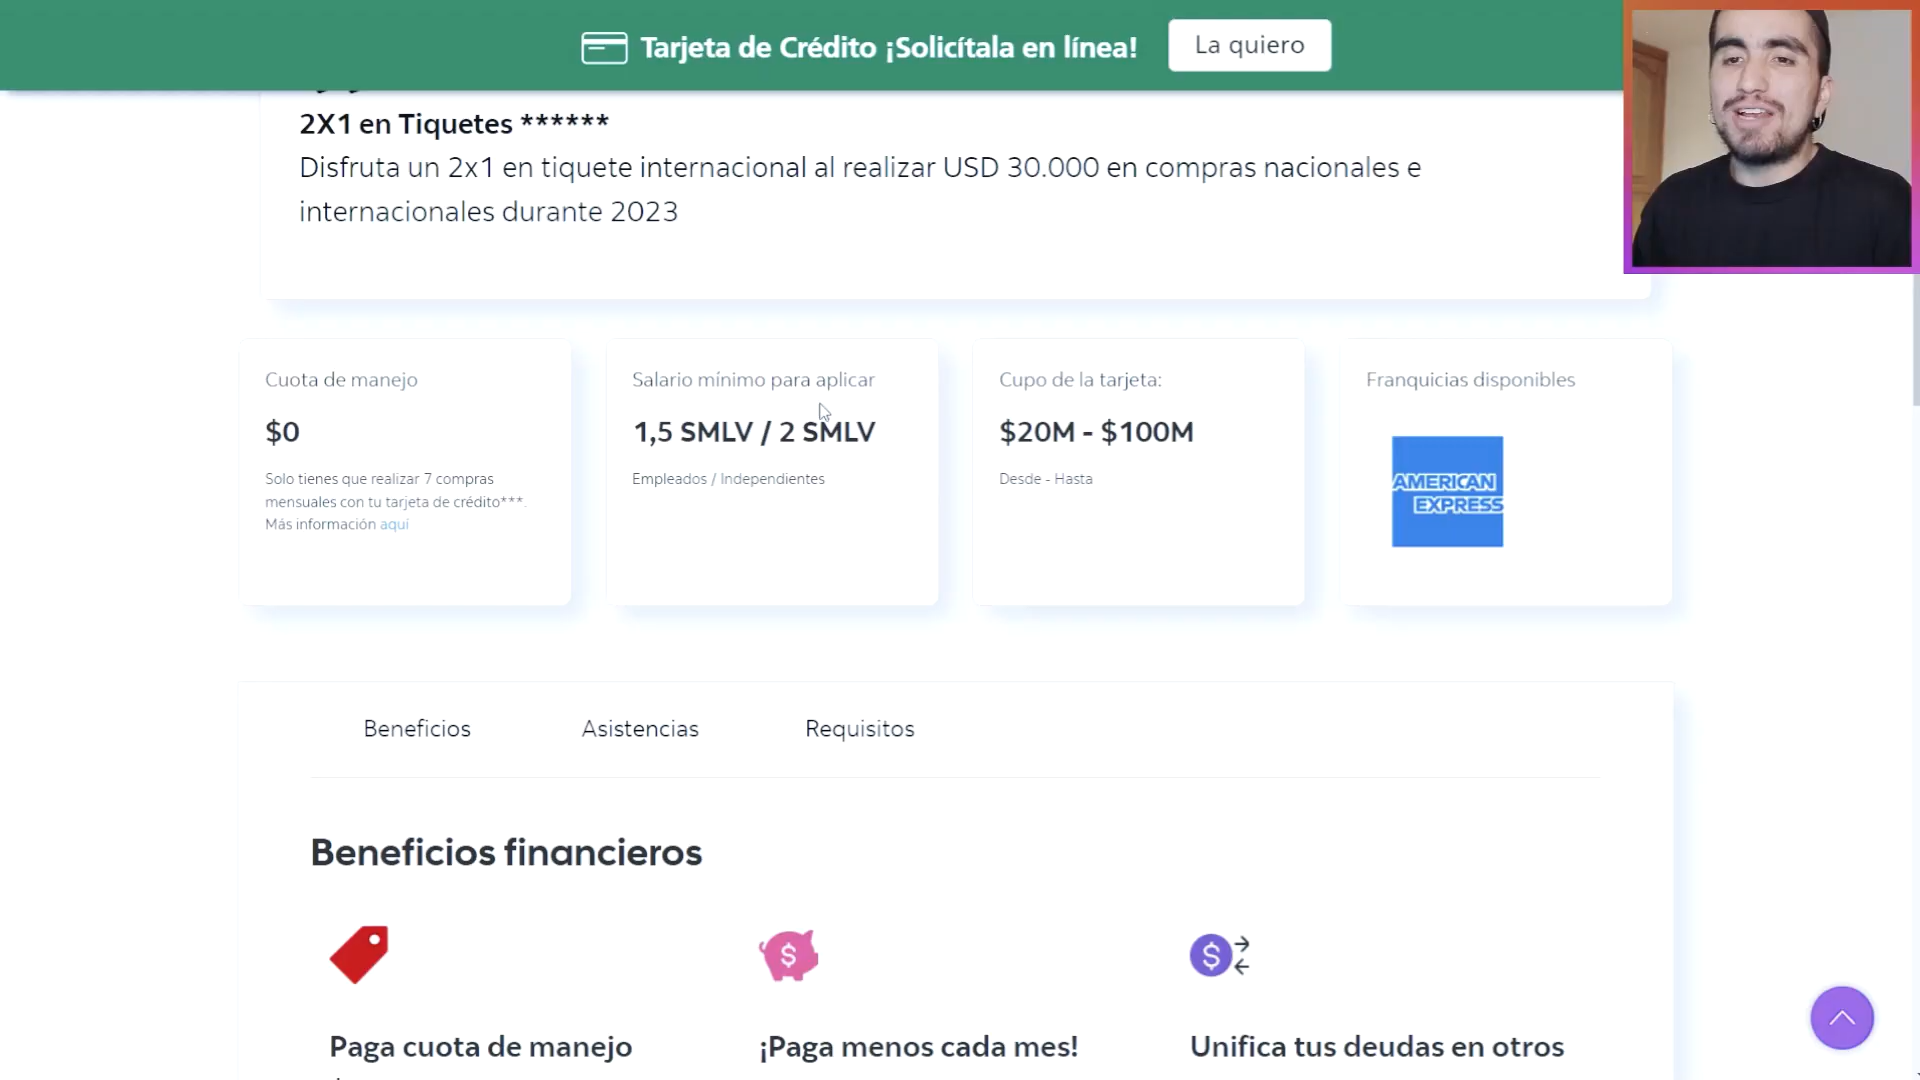 Tarjeta de Crédito ¡Solicítala en línea!
La quiero
2X1 en Tiquetes ******
Disfruta un 2x1 en tiquete internacional al realizar USD 30.000 en compras nacionales e
internacionales durante 2023
Cuota de manejo
$0
Solo tienes que realizar 7 compras
mensuales con tu tarjeta de crédito***.
Más información aquí
Salario mínimo para aplicar
1,5 SMLV / 2 SMLV
Empleados / Independientes
Cupo de la tarjeta:
$20M - $100M
Desde - Hasta
Franquicias disponibles
AMERICAN
EXPRESS
Beneficios
Asistencias
Requisitos
Beneficios financieros
Paga cuota de manejo
¡Paga menos cada mes!
Unifica tus deudas en otros